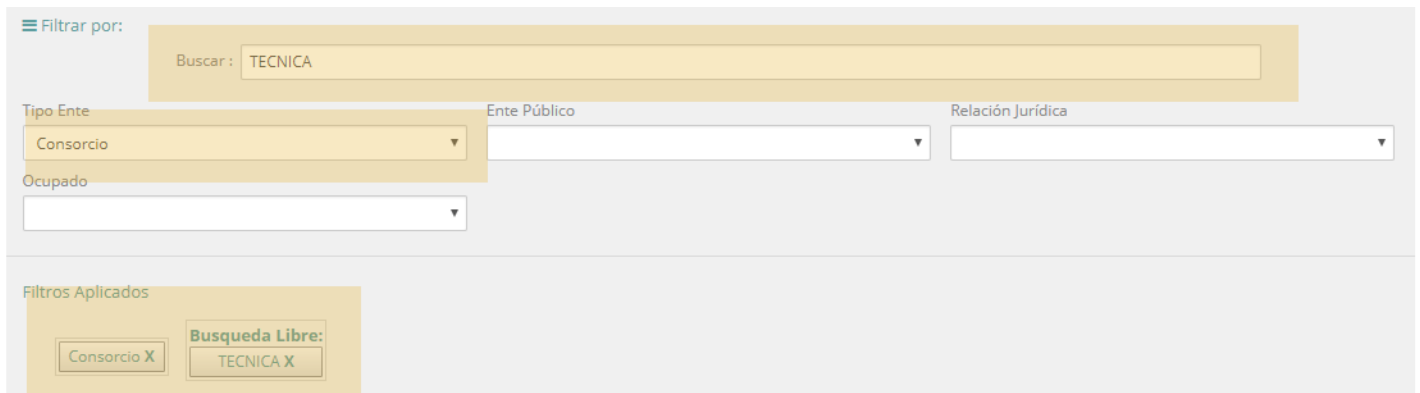 Filtrar por:
Buscar : TECNICA
Tipo Ente
Ente Público
Relación Jurídica
Consorcio
Ocupado
Filtros Aplicados
Consorcio X
Busqueda Libre:
TECNICA X